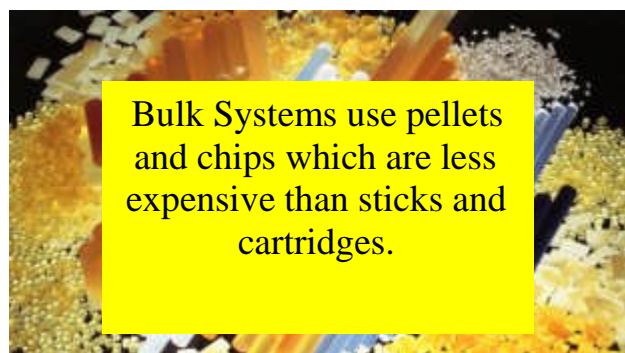 Bulk Systems use pellets
and chips which are less
expensive than sticks and
cartridges.